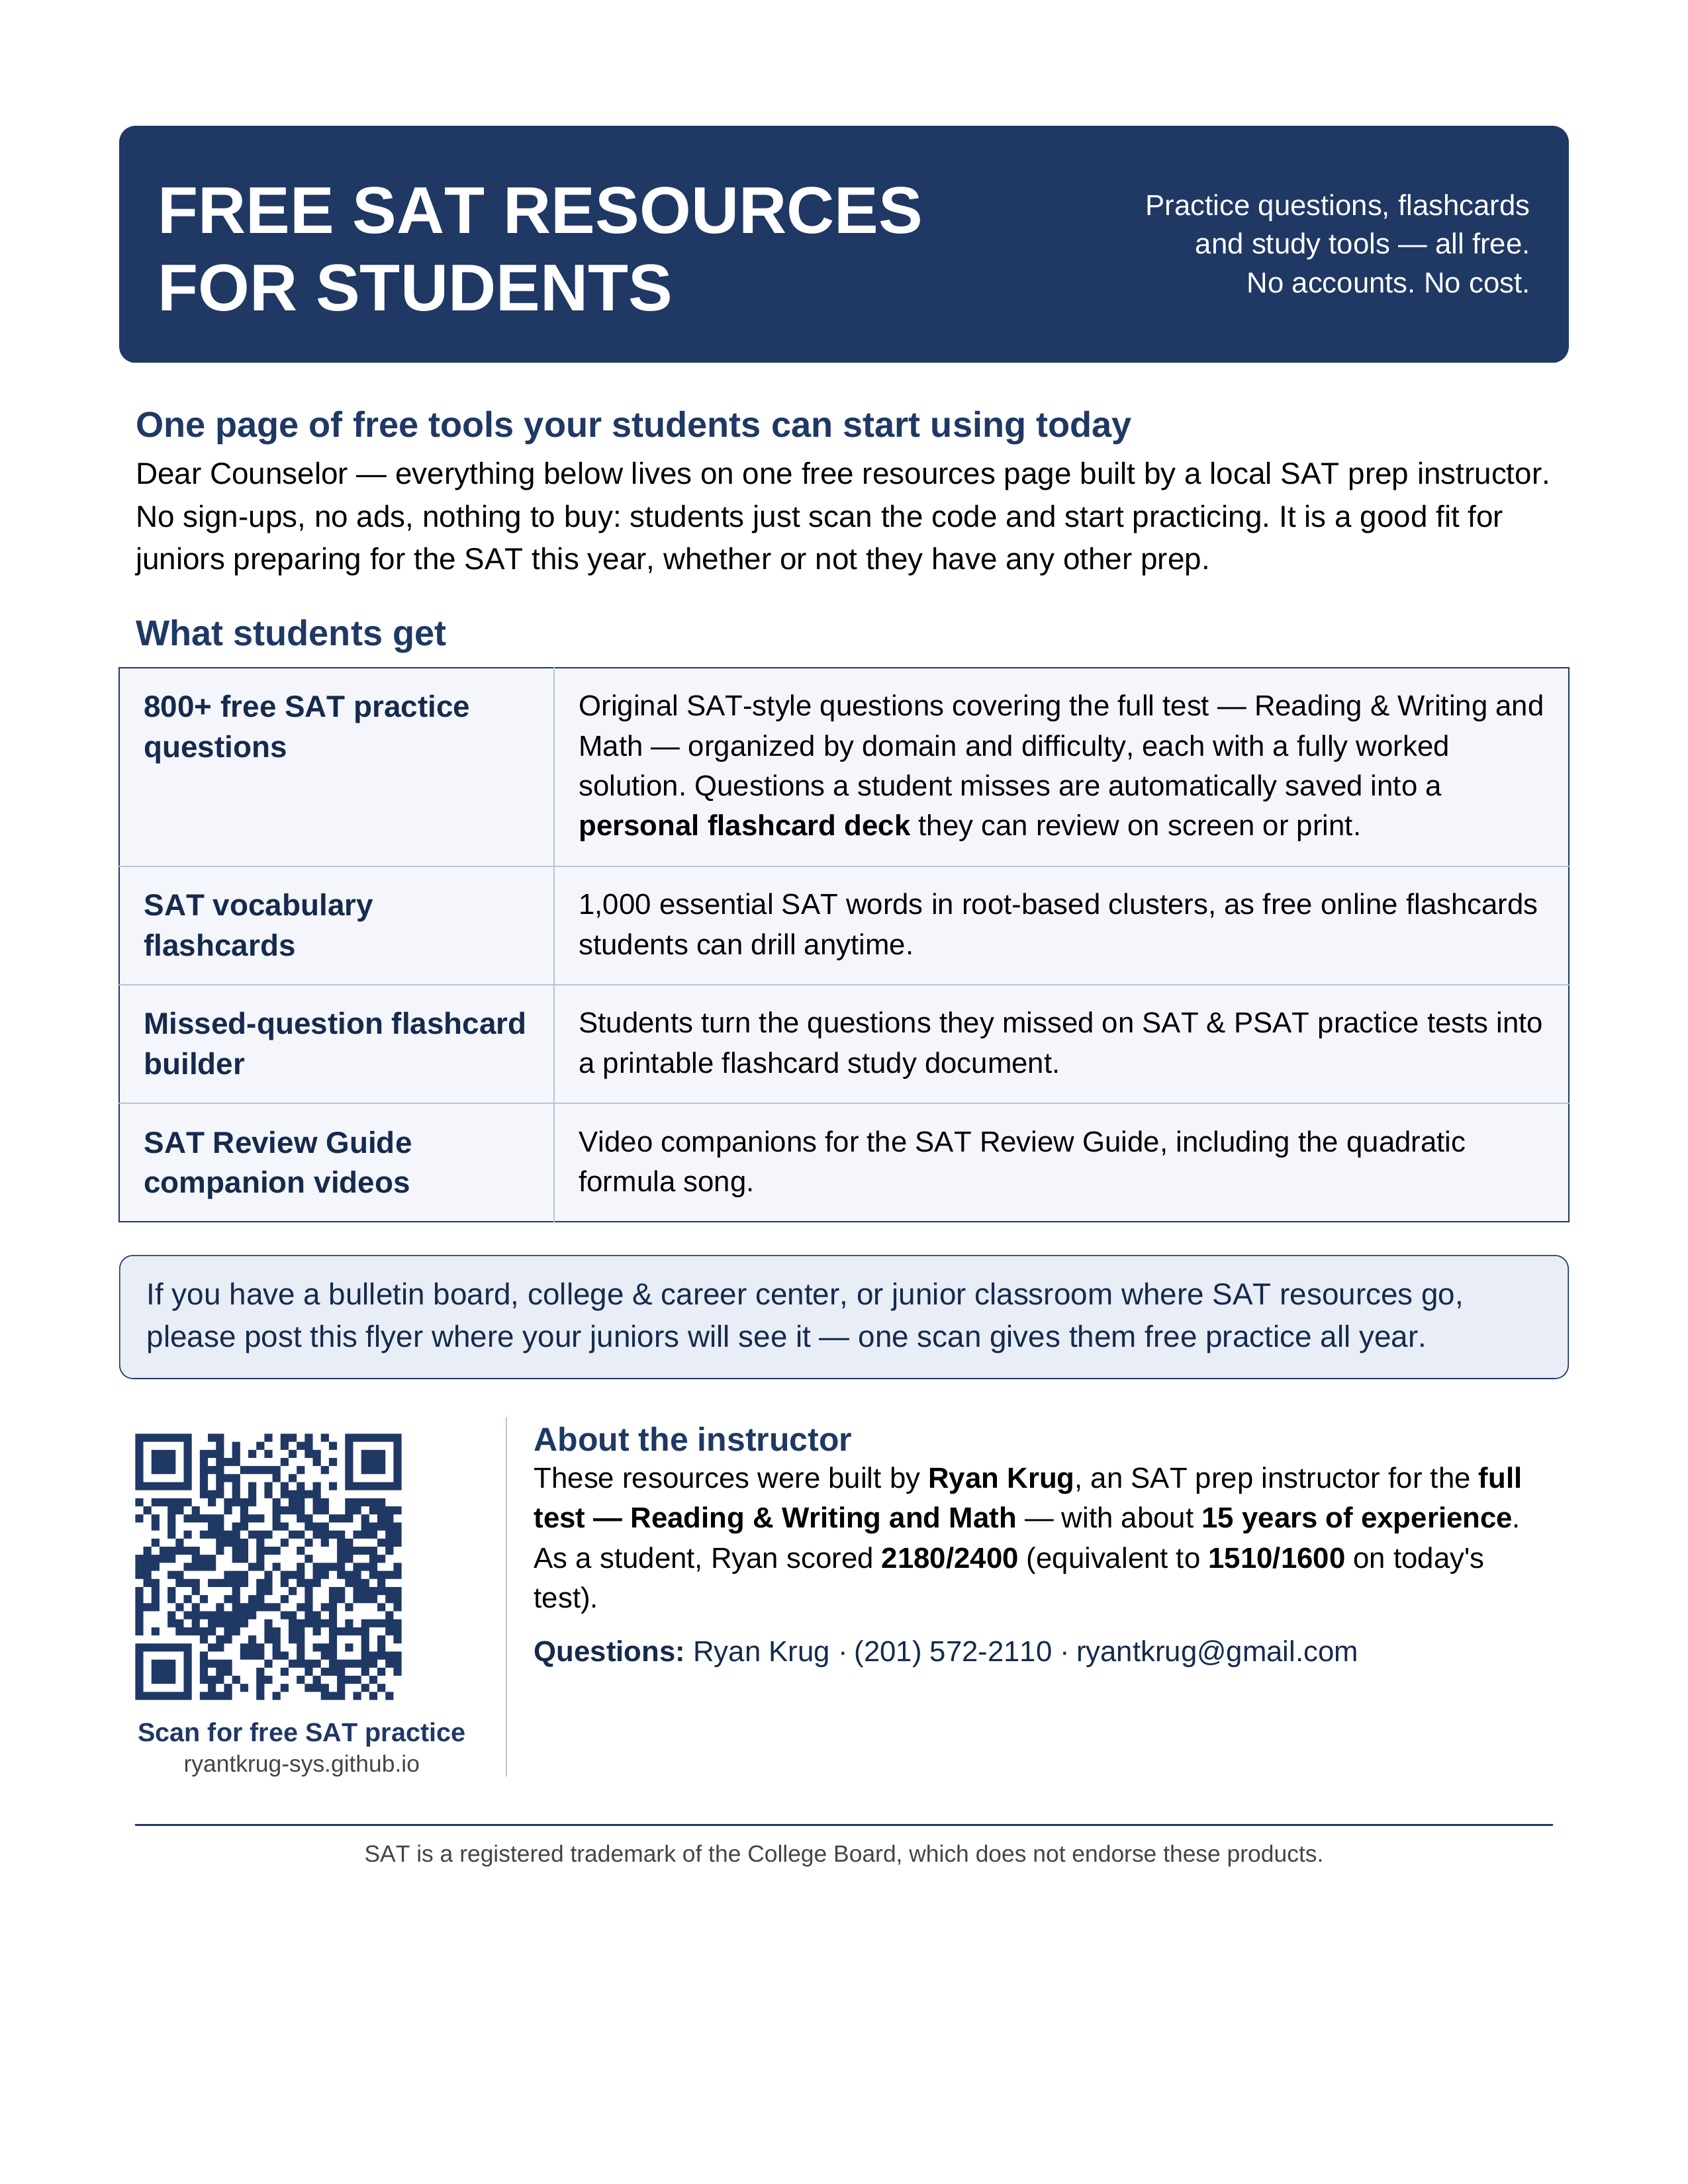 FREE SAT RESOURCES
FOR STUDENTS
Practice questions, flashcards
and study tools — all free.
No accounts. No cost.
One page of free tools your students can start using today
Dear Counselor — everything below lives on one free resources page built by a local SAT prep instructor.
No sign-ups, no ads, nothing to buy: students just scan the code and start practicing. It is a good fit for
juniors preparing for the SAT this year, whether or not they have any other prep.
What students get
800+ free SAT practice
questions
Original SAT-style questions covering the full test — Reading & Writing and
Math — organized by domain and difficulty, each with a fully worked
solution. Questions a student misses are automatically saved into a
personal flashcard deck they can review on screen or print.
SAT vocabulary
flashcards
1,000 essential SAT words in root-based clusters, as free online flashcards
students can drill anytime.
Missed-question flashcard
builder
Students turn the questions they missed on SAT & PSAT practice tests into
a printable flashcard study document.
SAT Review Guide
companion videos
Video companions for the SAT Review Guide, including the quadratic
formula song.
If you have a bulletin board, college & career center, or junior classroom where SAT resources go,
please post this flyer where your juniors will see it — one scan gives them free practice all year.
Scan for free SAT practice
ryantkrug-sys.github.io
About the instructor
These resources were built by Ryan Krug, an SAT prep instructor for the full
test — Reading & Writing and Math — with about 15 years of experience.
As a student, Ryan scored 2180/2400 (equivalent to 1510/1600 on today's
test).
Questions: Ryan Krug · (201) 572-2110 · ryantkrug@gmail.com
SAT is a registered trademark of the College Board, which does not endorse these products.